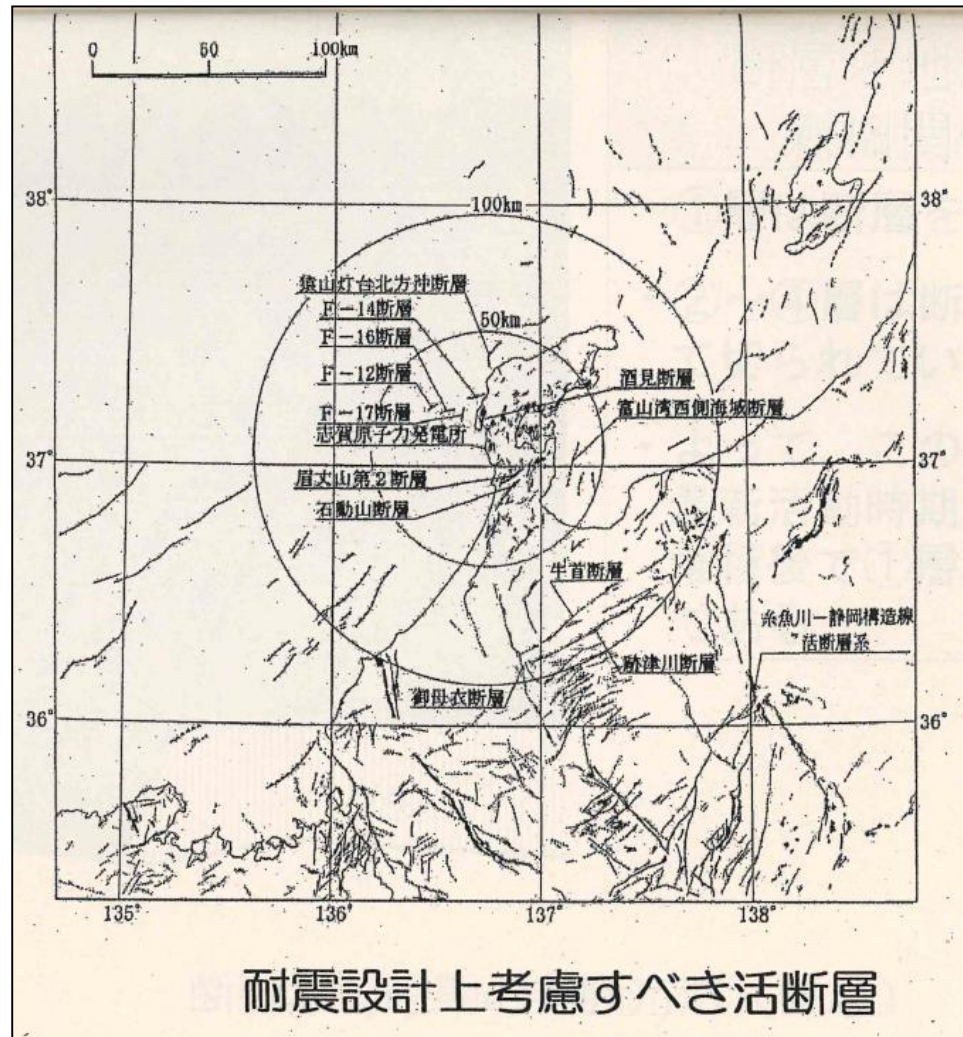 0 50 100km
38° 38°
100km
猿山灯台北方沖断層
F-14断層
50km
F-16断層
F-12断層
酒見断層
F-17断層
富山湾西側海域断層
志賀原子力発電所
37° 37°
眉丈山第2断層
石動山断層
牛首断層
糸魚川-静岡構造線
活断層系
跡津川断層
御母衣断層
36° 36°
135° 136° 137° 138°
耐震設計上考慮すべき活断層